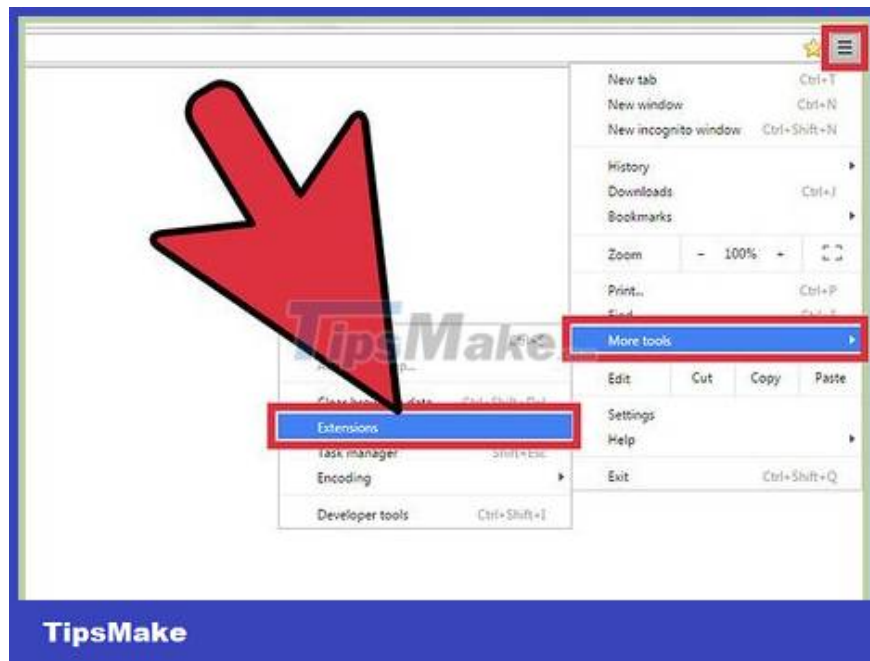 New tab Ctrl+T
New window Ctrl+N
New incognito window Ctrl+Shift+N
History
Downloads Ctrl+J
Bookmarks
Zoom - 100% +
Print... Ctrl+P
Find...
More tools
Edit Cut Copy Paste
Settings
Help
Exit Ctrl+Shift+Q
TipsMake
Extensions
Task manager Shift+Esc
Encoding
Developer tools Ctrl+Shift+I
TipsMake